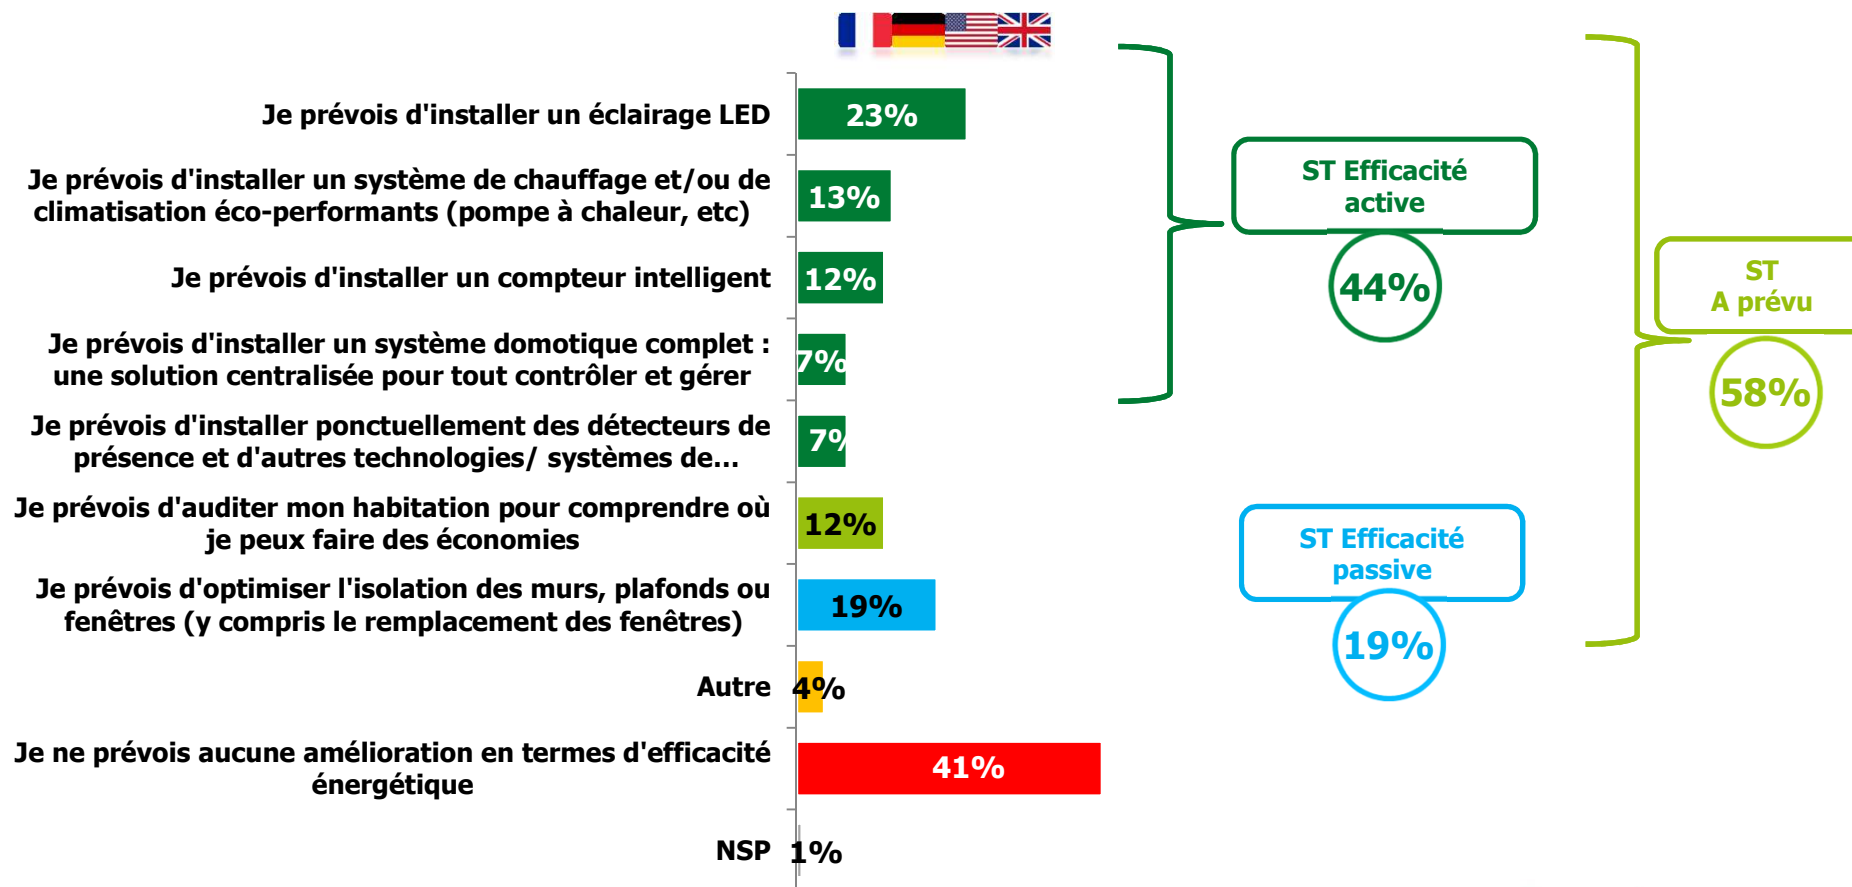 Je prévois d'installer un éclairage LED
23%
Je prévois d'installer un système de chauffage et/ou de
climatisation éco-performants (pompe à chaleur, etc)
13%
Je prévois d'installer un compteur intelligent
12%
Je prévois d'installer un système domotique complet :
une solution centralisée pour tout contrôler et gérer
7%
Je prévois d'installer ponctuellement des détecteurs de
présence et d'autres technologies/ systèmes de...
7%
Je prévois d'auditer mon habitation pour comprendre où
je peux faire des économies
12%
Je prévois d'optimiser l'isolation des murs, plafonds ou
fenêtres (y compris le remplacement des fenêtres)
19%
Autre
4%
Je ne prévois aucune amélioration en termes d'efficacité
énergétique
41%
NSP
1%
ST Efficacité
active
44%
ST Efficacité
passive
19%
ST
A prévu
58%